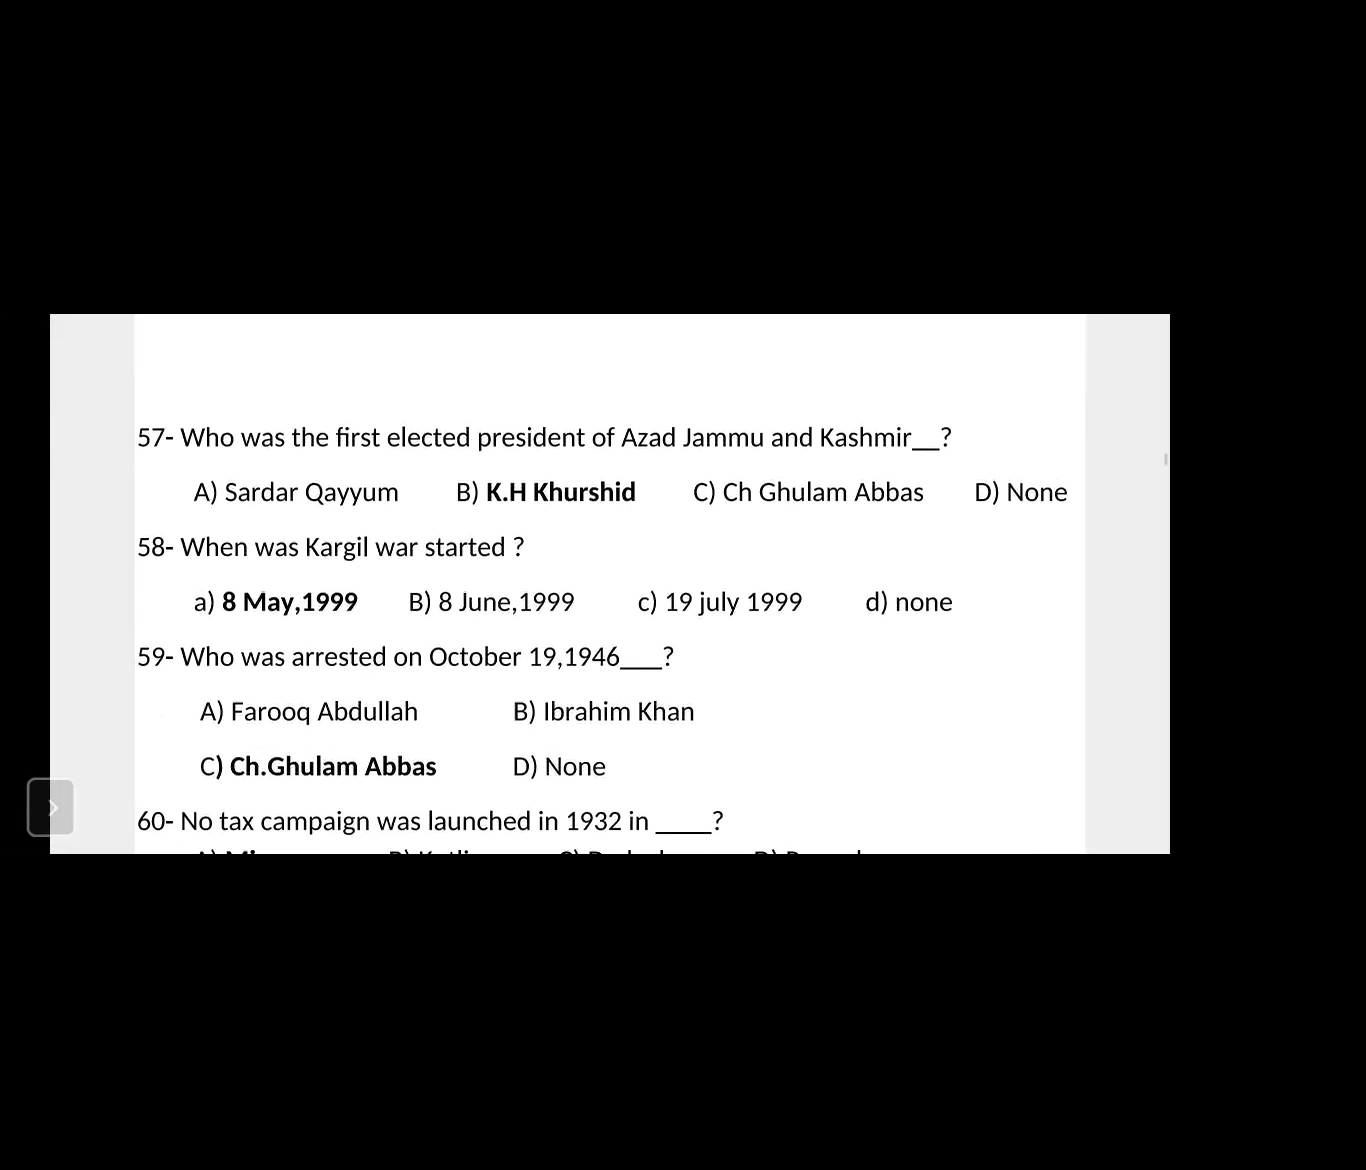 57- Who was the first elected president of Azad Jammu and Kashmir__?
A) Sardar Qayyum B) K.H Khurshid C) Ch Ghulam Abbas D) None
58- When was Kargil war started ?
a) 8 May,1999 B) 8 June,1999 c) 19 july 1999 d) none
59- Who was arrested on October 19,1946___?
A) Farooq Abdullah B) Ibrahim Khan
C) Ch.Ghulam Abbas D) None
60- No tax campaign was launched in 1932 in ____?